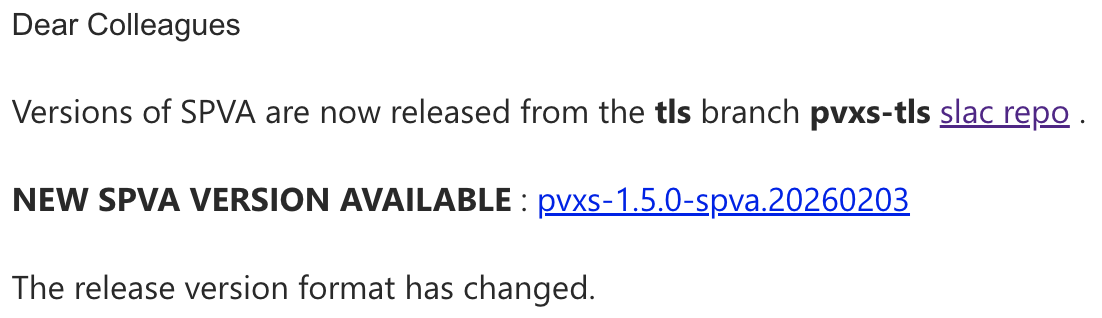 Dear Colleagues
Versions of SPVA are now released from the tls branch pvxs-tls slac repo .
NEW SPVA VERSION AVAILABLE : pvxs-1.5.0-spva.20260203
The release version format has changed.